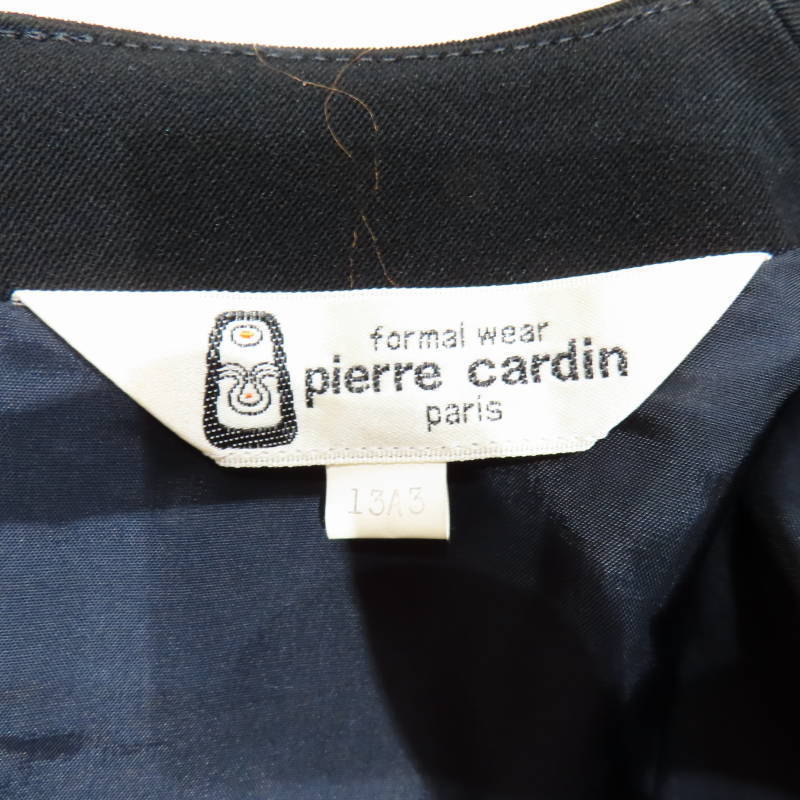 formal wear
pierre cardin
paris
13A3